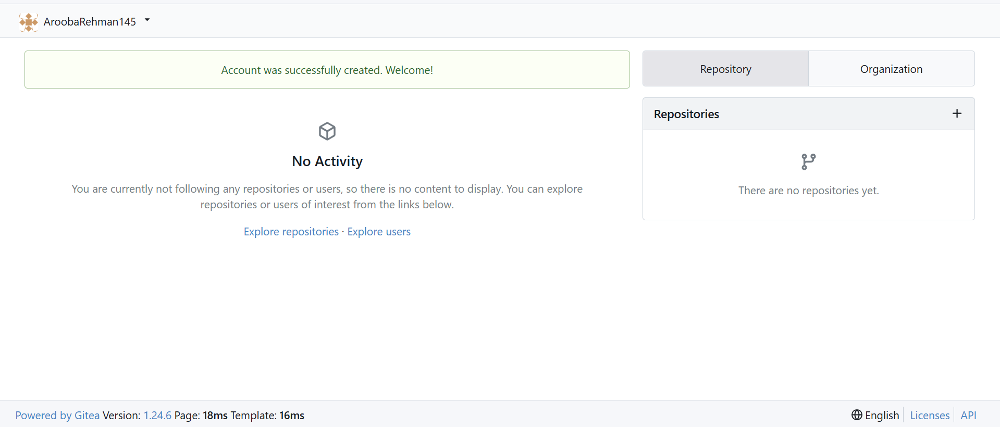 AroobaRehman145
Account was successfully created. Welcome!
No Activity
You are currently not following any repositories or users, so there is no content to display. You can explore
repositories or users of interest from the links below.
Explore repositories · Explore users
Repository
Organization
Repositories
There are no repositories yet.
Powered by Gitea Version: 1.24.6 Page: 18ms Template: 16ms
English
Licenses
API